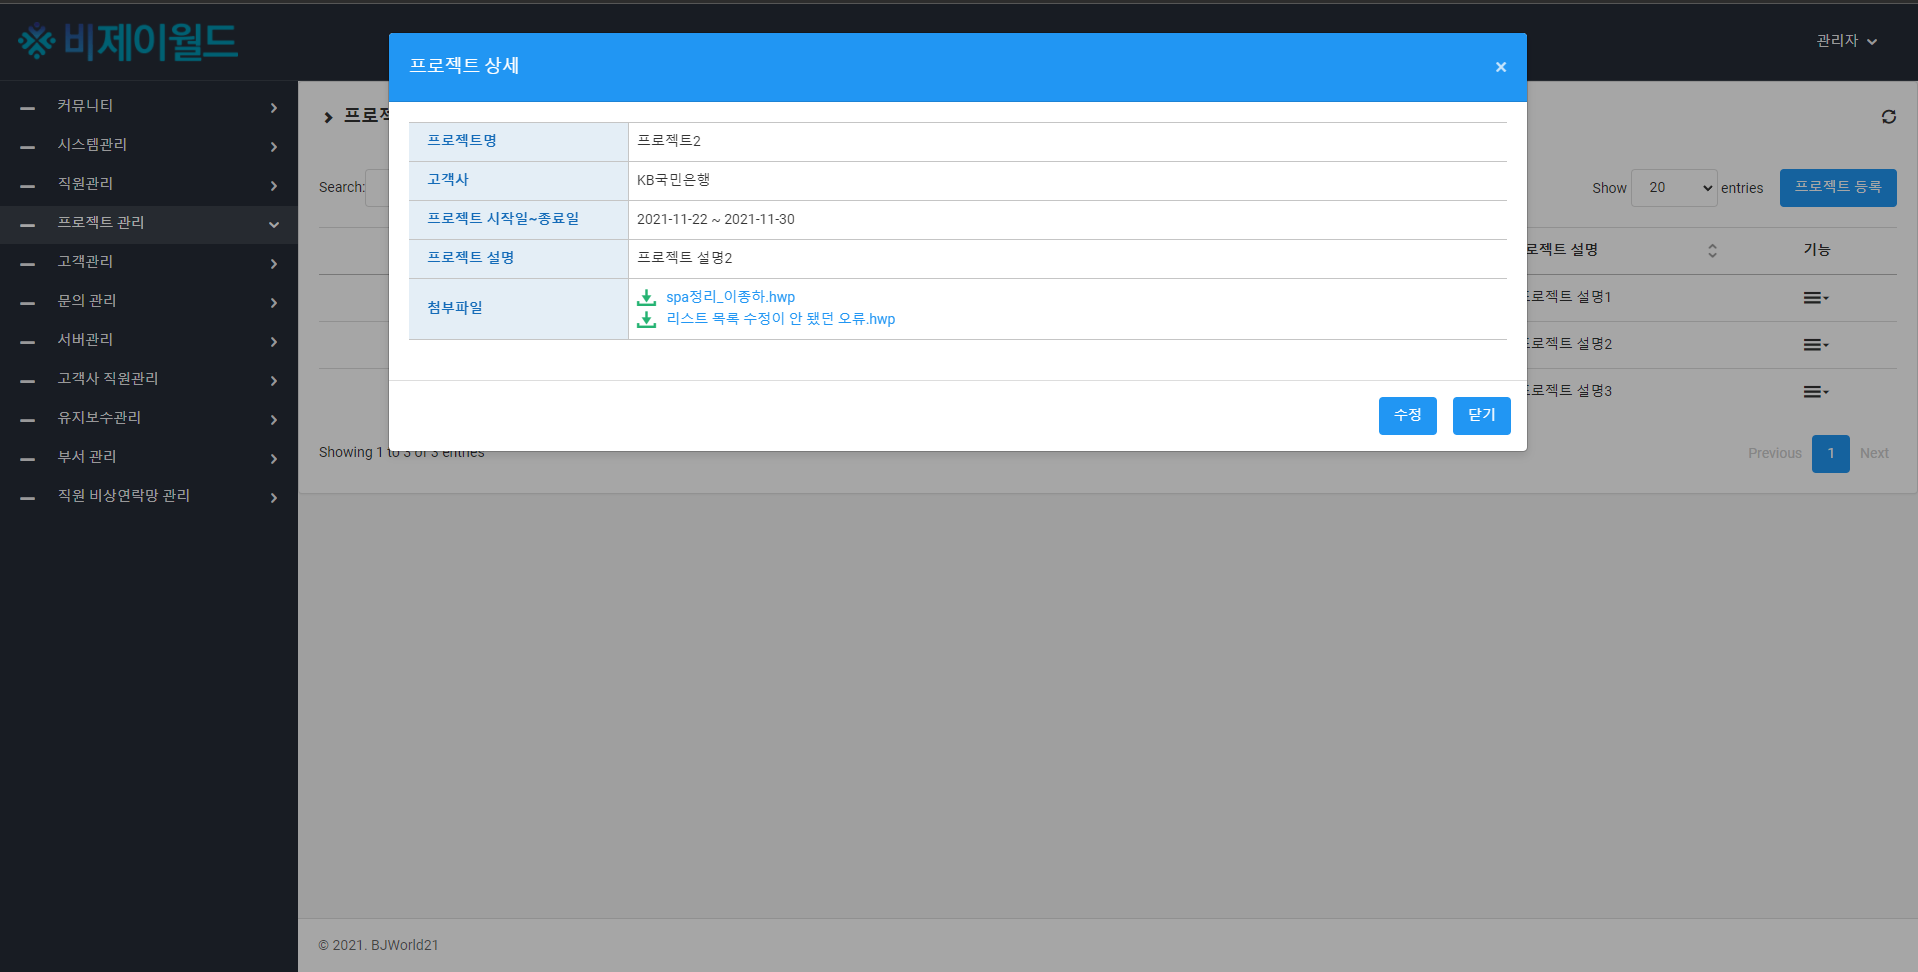 비제이월드
관리자
커뮤니티
시스템관리
직원관리
프로젝트 관리
고객관리
문의 관리
서버관리
고객사 직원관리
유지보수관리
부서 관리
직원 비상연락망 관리
프로젝트 상세
×
프로젝트명 프로젝트2
고객사 KB국민은행
프로젝트 시작일~종료일 2021-11-22 ~ 2021-11-30
프로젝트 설명 프로젝트 설명2
첨부파일 spa정리_이종하.hwp
리스트 목록 수정이 안 됐던 오류.hwp
수정 닫기
Search:
Show 20 entries 프로젝트 등록
로젝트 설명 기능
프로젝트 설명1
프로젝트 설명2
프로젝트 설명3
Showing 1 to 3 of 3 entries
Previous 1 Next
© 2021. BJWorld21